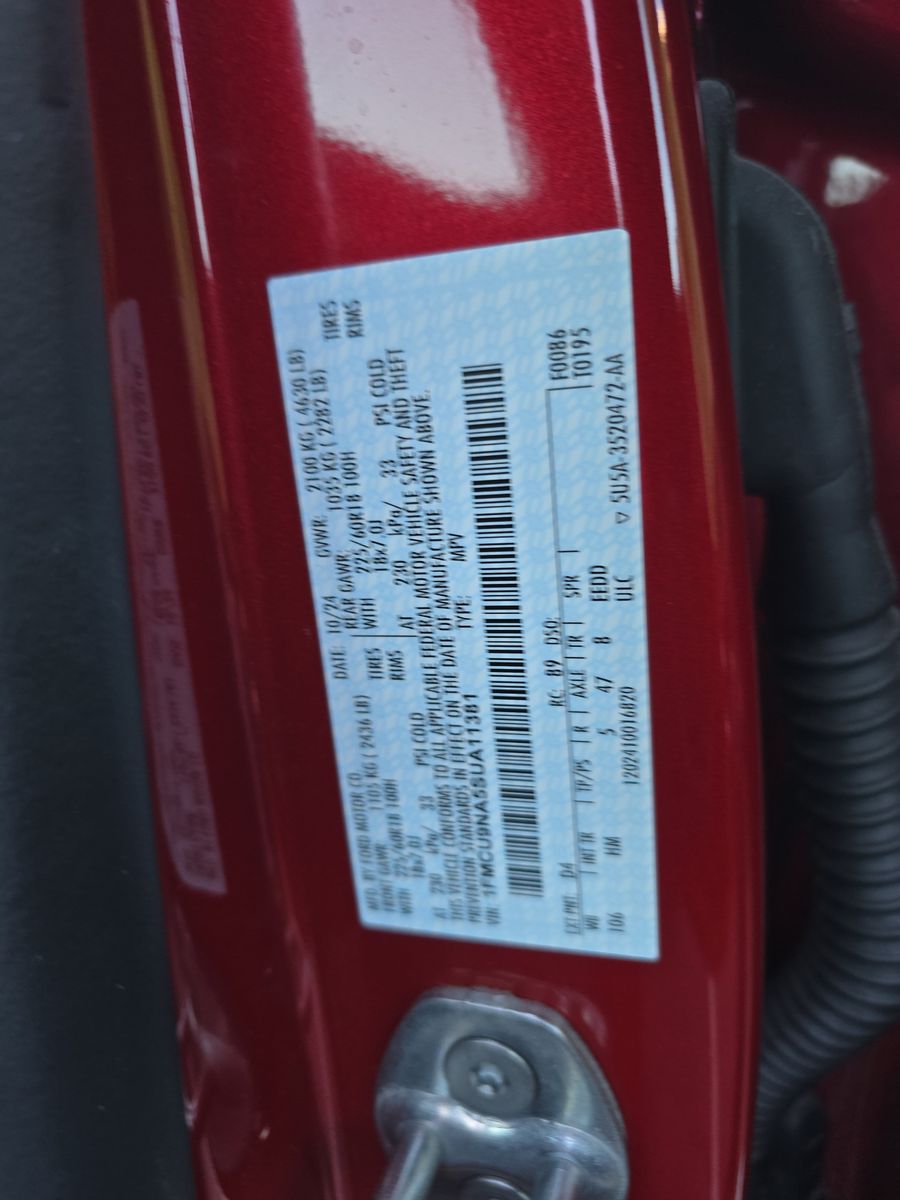 MFD. BY FORD MOTOR CO.
DATE: 10/24 GVWR: 2100 KG ( 4630 LB)
FRONT GAWR: 1105 KG ( 2436 LB) REAR GAWR: 1035 KG ( 2282 LB)
WITH 225/60R18 100H TIRES WITH 225/60R18 100H TIRES
18x7.0J RIMS 18x7.0J RIMS
AT 230 kPa/ 33 PSI COLD AT 230 kPa/ 33 PSI COLD
THIS VEHICLE CONFORMS TO ALL APPLICABLE FEDERAL MOTOR VEHICLE SAFETY AND THEFT
PREVENTION STANDARDS IN EFFECT ON THE DATE OF MANUFACTURE SHOWN ABOVE.
VIN: 1FMCU9NA5SUA11381 TYPE: MPV
EXT PNT: D4 RC: 89 DSO: F0086
WB INT TR TP/PS R AXLE TR SPR T0195
106 HM 5 47 8 EEDD
12024100168Z0 ULC ▽ 5U5A-3520472-AA